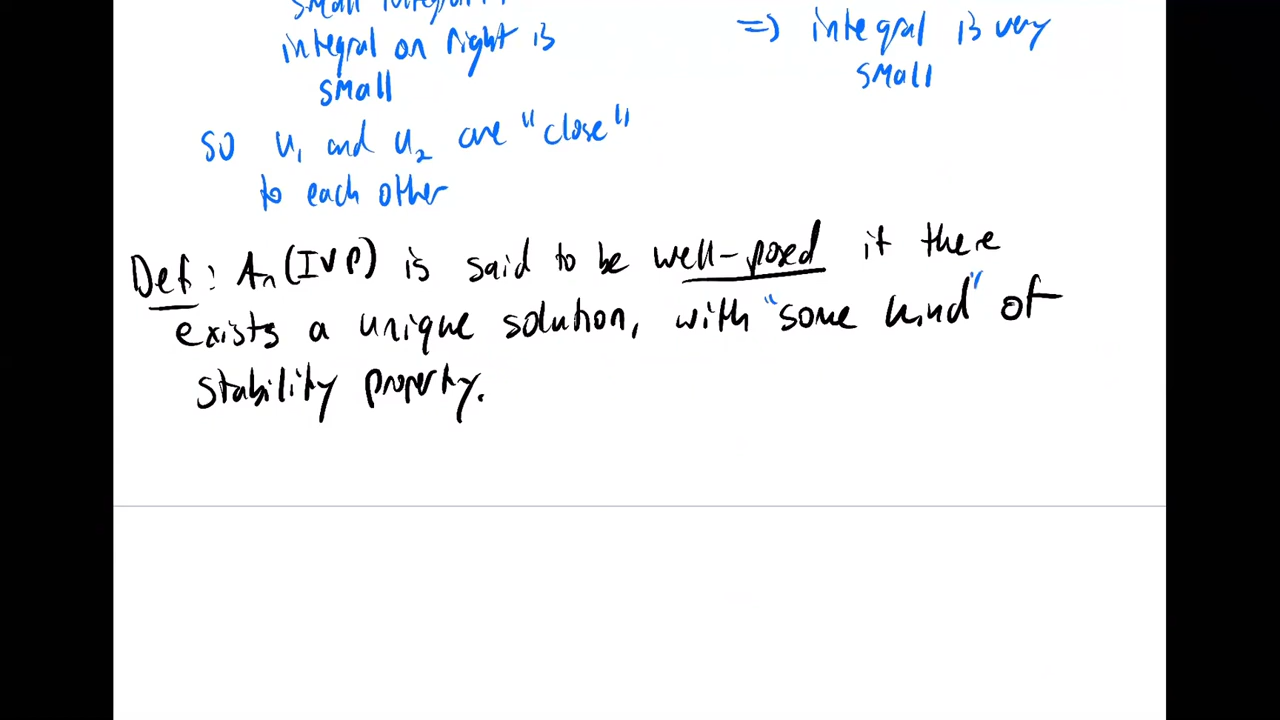 small
integral on right is
small
=> integral is very
small
so u₁ and u₂ are "close"
to each other
Def: An (IVP) is said to be well-posed if there
exists a unique solution, with "some kind" of
stability property.